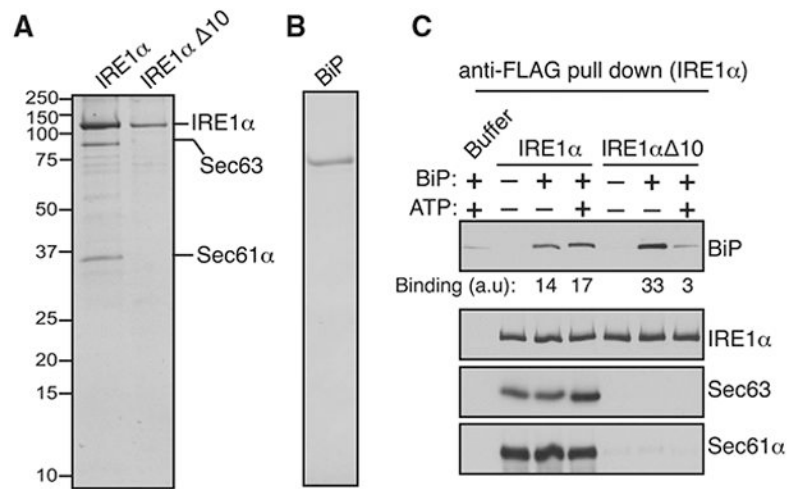 A
IRE1α
IRE1α Δ10
250
150
100
75
50
37
25
20
15
10
IRE1α
Sec63
Sec61α
B
BiP
C
anti-FLAG pull down (IRE1α)
Buffer IRE1α IRE1αΔ10
BiP: + − + + − + +
ATP: + − − + − − +
BiP
Binding (a.u): 14 17 33 3
IRE1α
Sec63
Sec61α